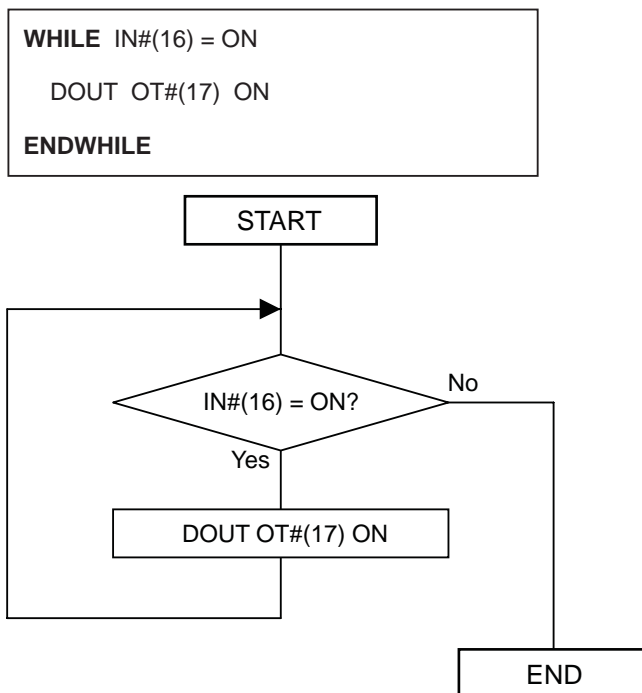 WHILE IN#(16) = ON
DOUT OT#(17) ON
ENDWHILE
START
IN#(16) = ON?
No
Yes
DOUT OT#(17) ON
END